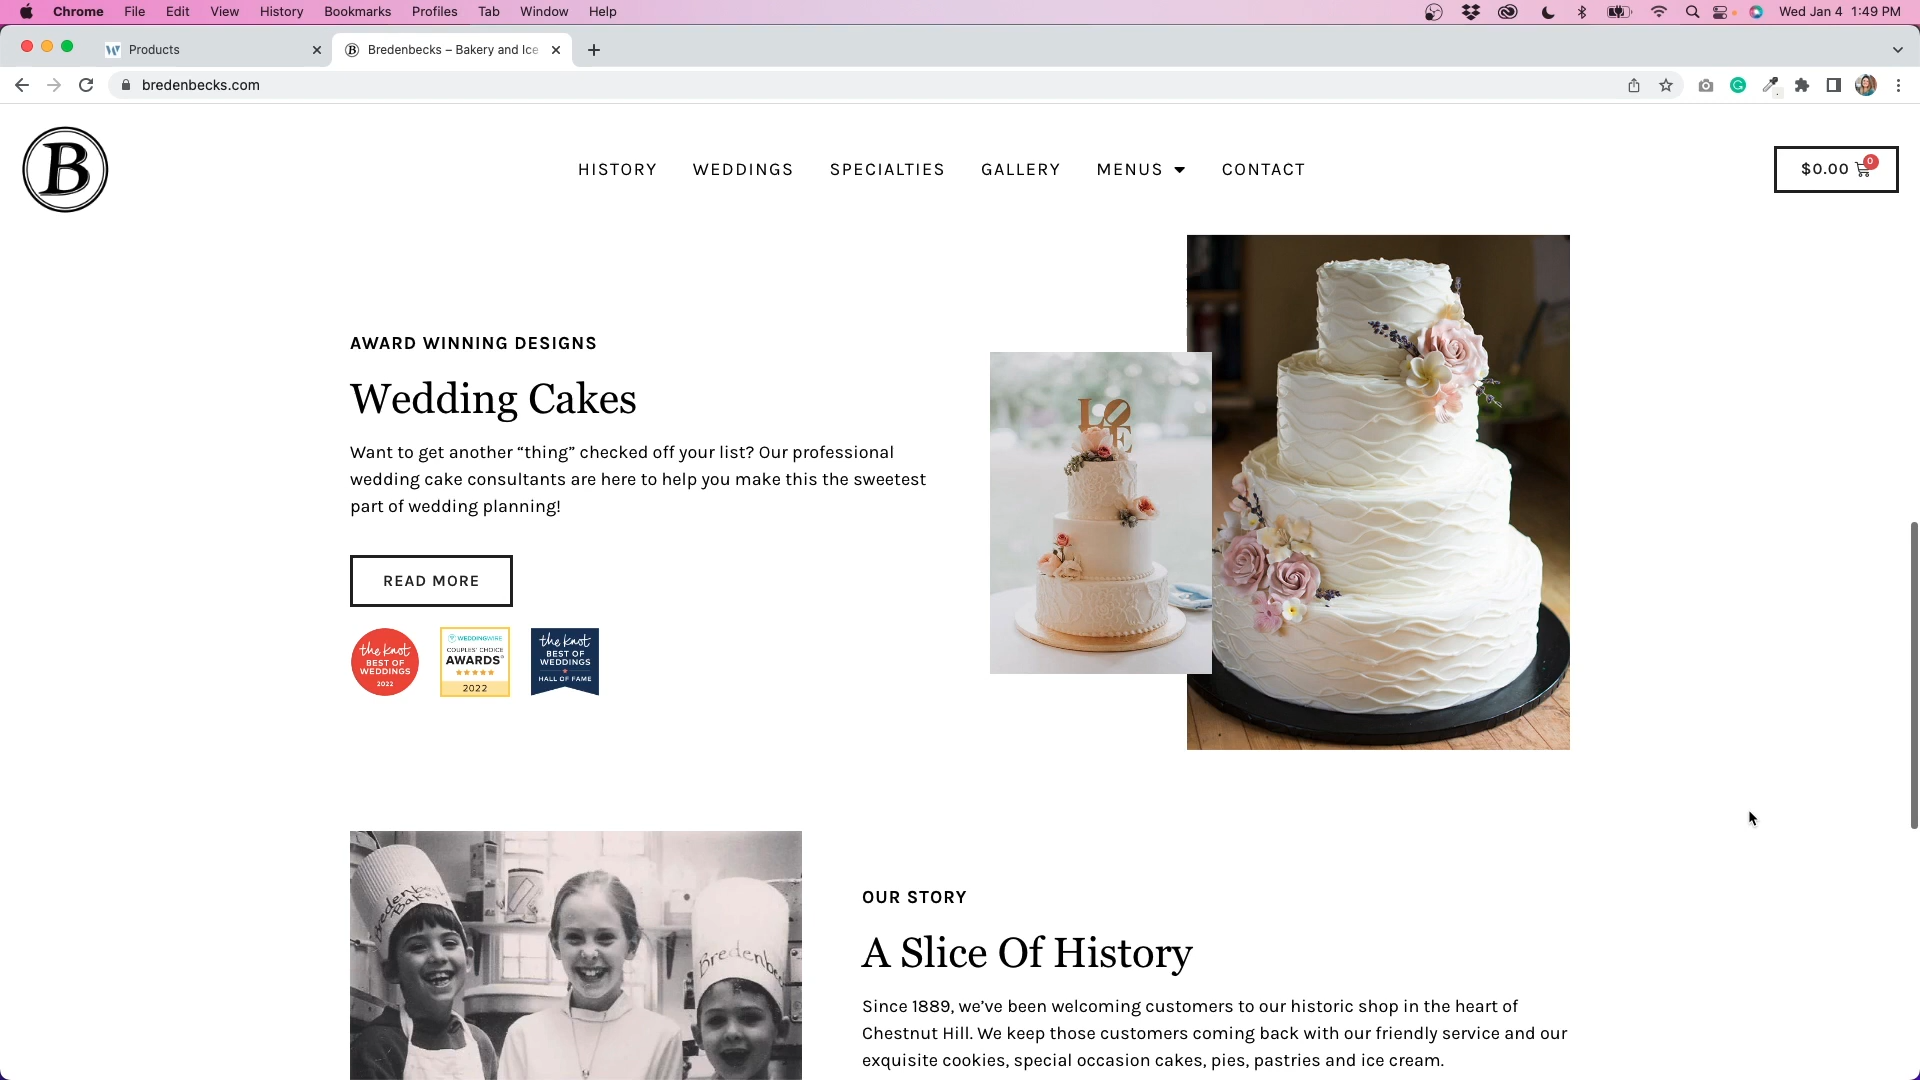 Chrome File Edit View History Bookmarks Profiles Tab Window Help Wed Jan 4 1:49 PM
Products Bredenbecks – Bakery and Ice
bredenbecks.com
B HISTORY WEDDINGS SPECIALTIES GALLERY MENUS CONTACT $0.00 0
AWARD WINNING DESIGNS
Wedding Cakes
Want to get another “thing” checked off your list? Our professional
wedding cake consultants are here to help you make this the sweetest
part of wedding planning!
READ MORE
the knot
BEST OF
WEDDINGS
2022
WEDDINGWIRE
COUPLES' CHOICE
AWARDS®
2022
the knot
BEST OF
WEDDINGS
HALL OF FAME
LO
VE
Bredenbeck
Bakery
Bredenb
OUR STORY
A Slice Of History
Since 1889, we’ve been welcoming customers to our historic shop in the heart of
Chestnut Hill. We keep those customers coming back with our friendly service and our
exquisite cookies, special occasion cakes, pies, pastries and ice cream.